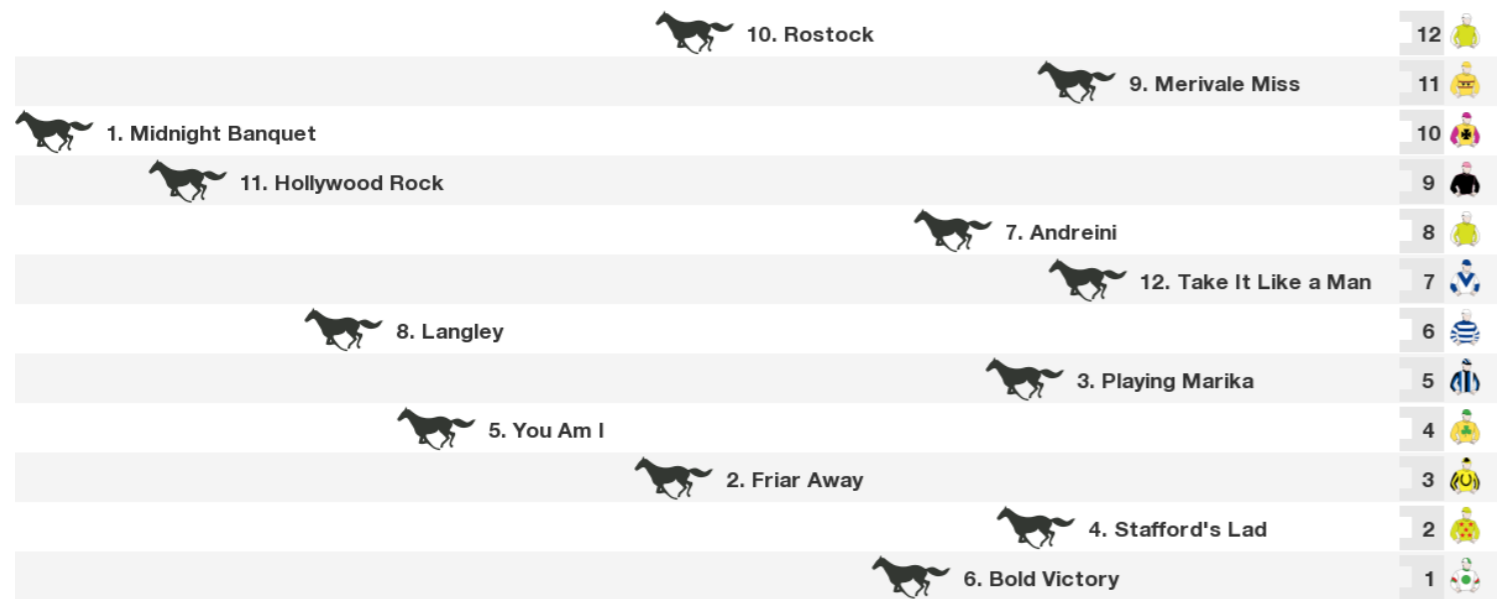 10. Rostock 12
9. Merivale Miss 11
1. Midnight Banquet 10
11. Hollywood Rock 9
7. Andreini 8
12. Take It Like a Man 7
8. Langley 6
3. Playing Marika 5
5. You Am I 4
2. Friar Away 3
4. Stafford's Lad 2
6. Bold Victory 1